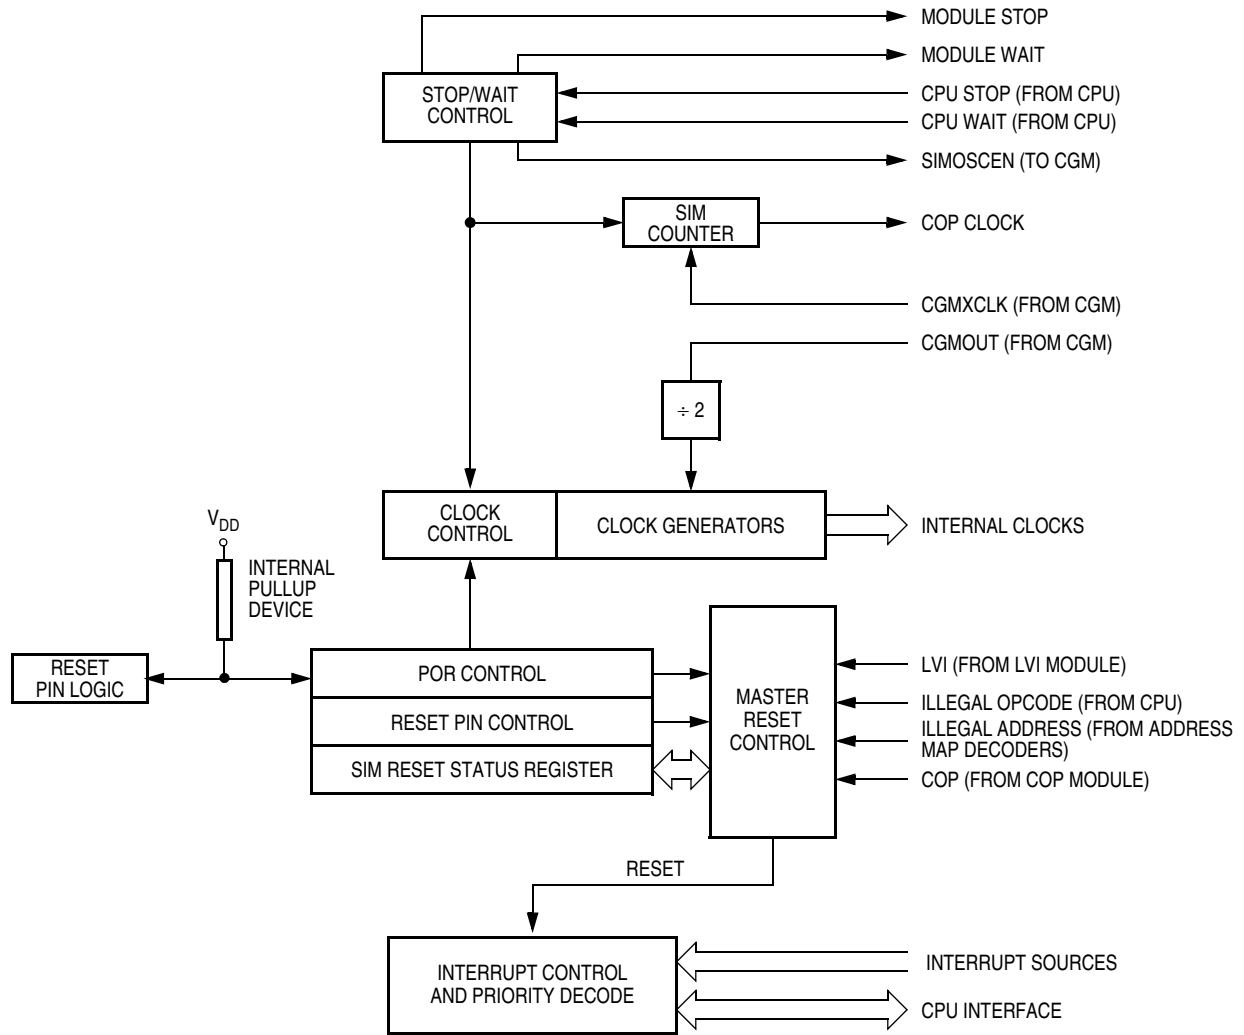 MODULE STOP
MODULE WAIT
STOP/WAIT
CONTROL
CPU STOP (FROM CPU)
CPU WAIT (FROM CPU)
SIMOSCEN (TO CGM)
SIM
COUNTER
COP CLOCK
CGMXCLK (FROM CGM)
CGMOUT (FROM CGM)
÷ 2
CLOCK
CONTROL
CLOCK GENERATORS
INTERNAL CLOCKS
VDD
INTERNAL
PULLUP
DEVICE
RESET
PIN LOGIC
POR CONTROL
RESET PIN CONTROL
SIM RESET STATUS REGISTER
MASTER
RESET
CONTROL
LVI (FROM LVI MODULE)
ILLEGAL OPCODE (FROM CPU)
ILLEGAL ADDRESS (FROM ADDRESS
MAP DECODERS)
COP (FROM COP MODULE)
RESET
INTERRUPT CONTROL
AND PRIORITY DECODE
INTERRUPT SOURCES
CPU INTERFACE